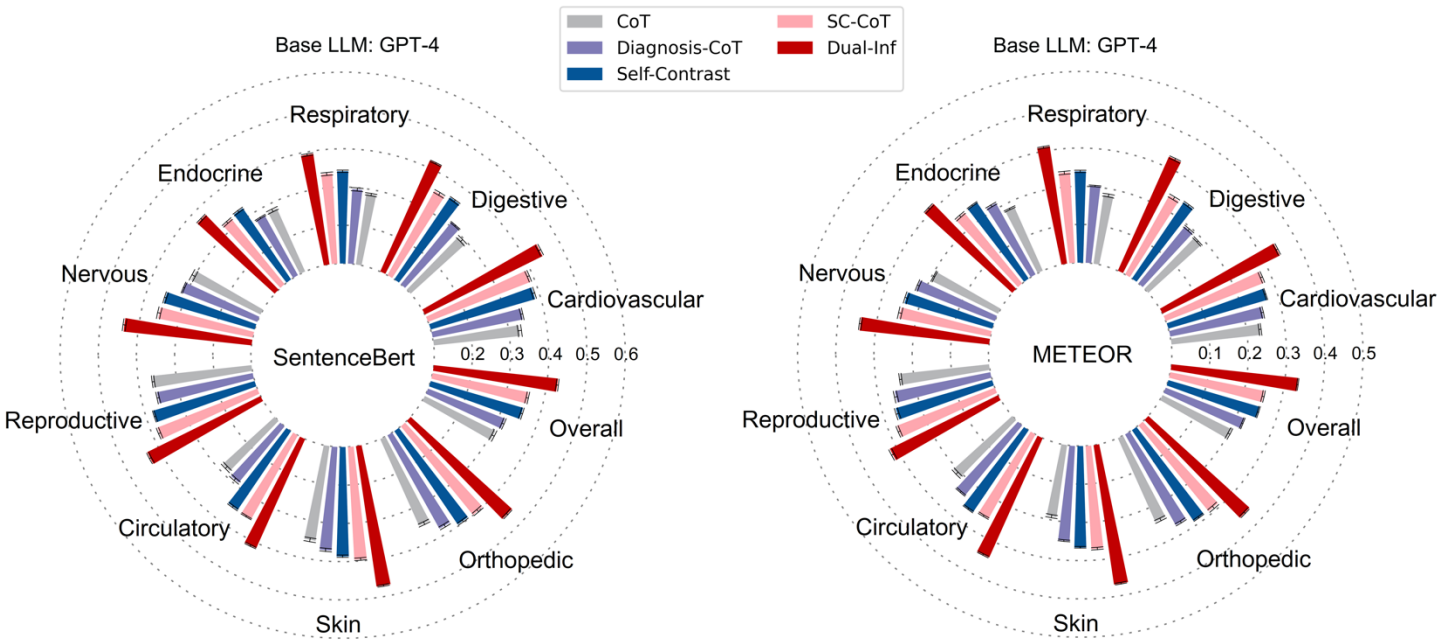 CoT
Diagnosis-CoT
Self-Contrast
SC-CoT
Dual-Inf
Base LLM: GPT-4
Respiratory
Endocrine
Digestive
Nervous
Cardiovascular
SentenceBert
0.2 0.3 0.4 0.5 0.6
Reproductive
Overall
Circulatory
Orthopedic
Skin
Base LLM: GPT-4
Respiratory
Endocrine
Digestive
Nervous
Cardiovascular
METEOR
0.1 0.2 0.3 0.4 0.5
Reproductive
Overall
Circulatory
Orthopedic
Skin